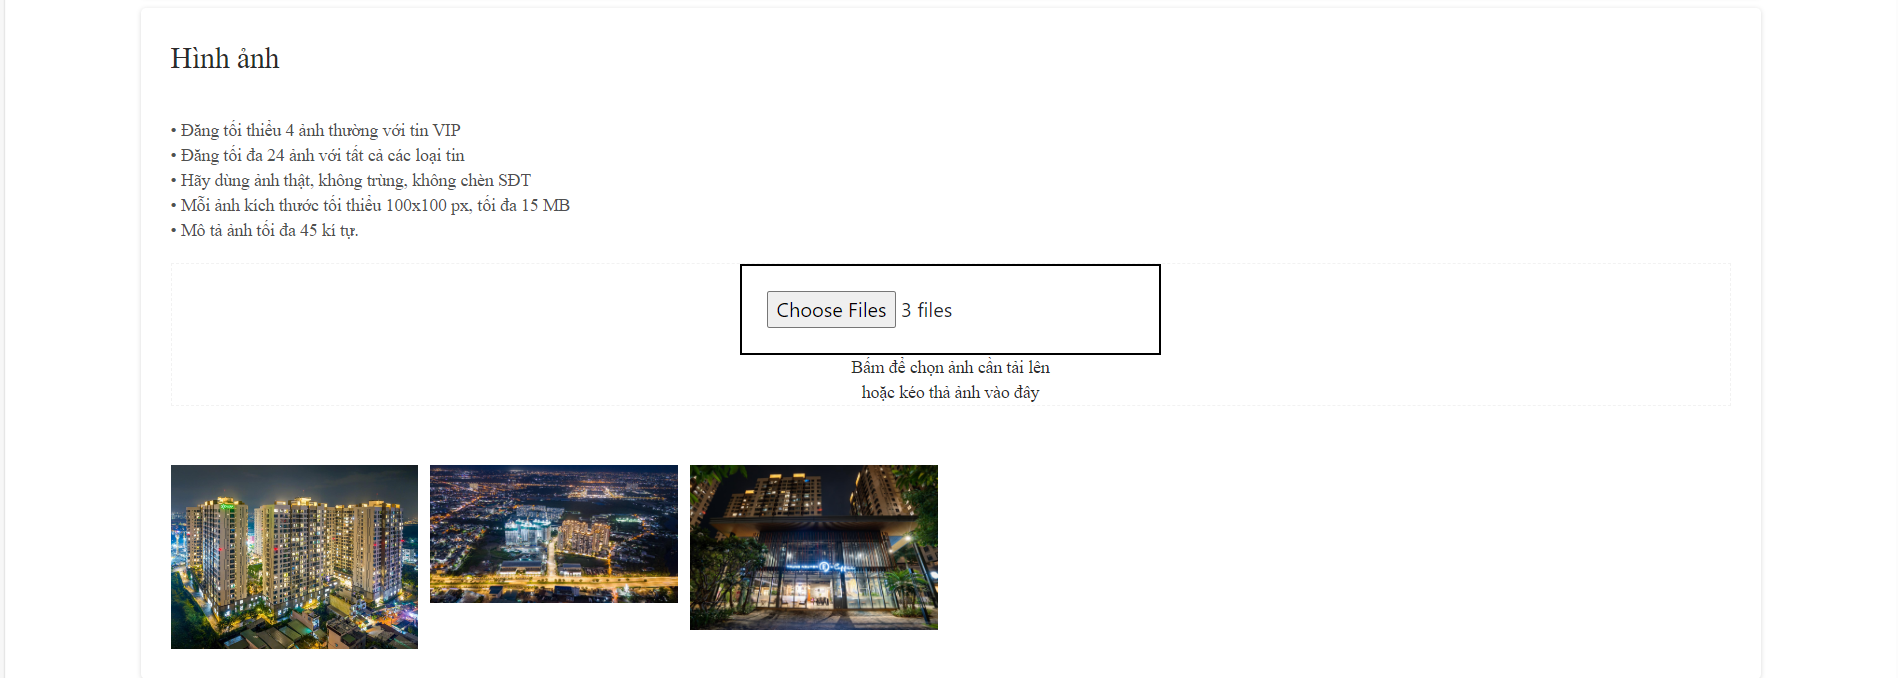 Hình ảnh
• Đăng tối thiểu 4 ảnh thường với tin VIP
• Đăng tối đa 24 ảnh với tất cả các loại tin
• Hãy dùng ảnh thật, không trùng, không chèn SĐT
• Mỗi ảnh kích thước tối thiểu 100x100 px, tối đa 15 MB
• Mô tả ảnh tối đa 45 kí tự.
Choose Files 3 files
Bấm để chọn ảnh cần tải lên
hoặc kéo thả ảnh vào đây